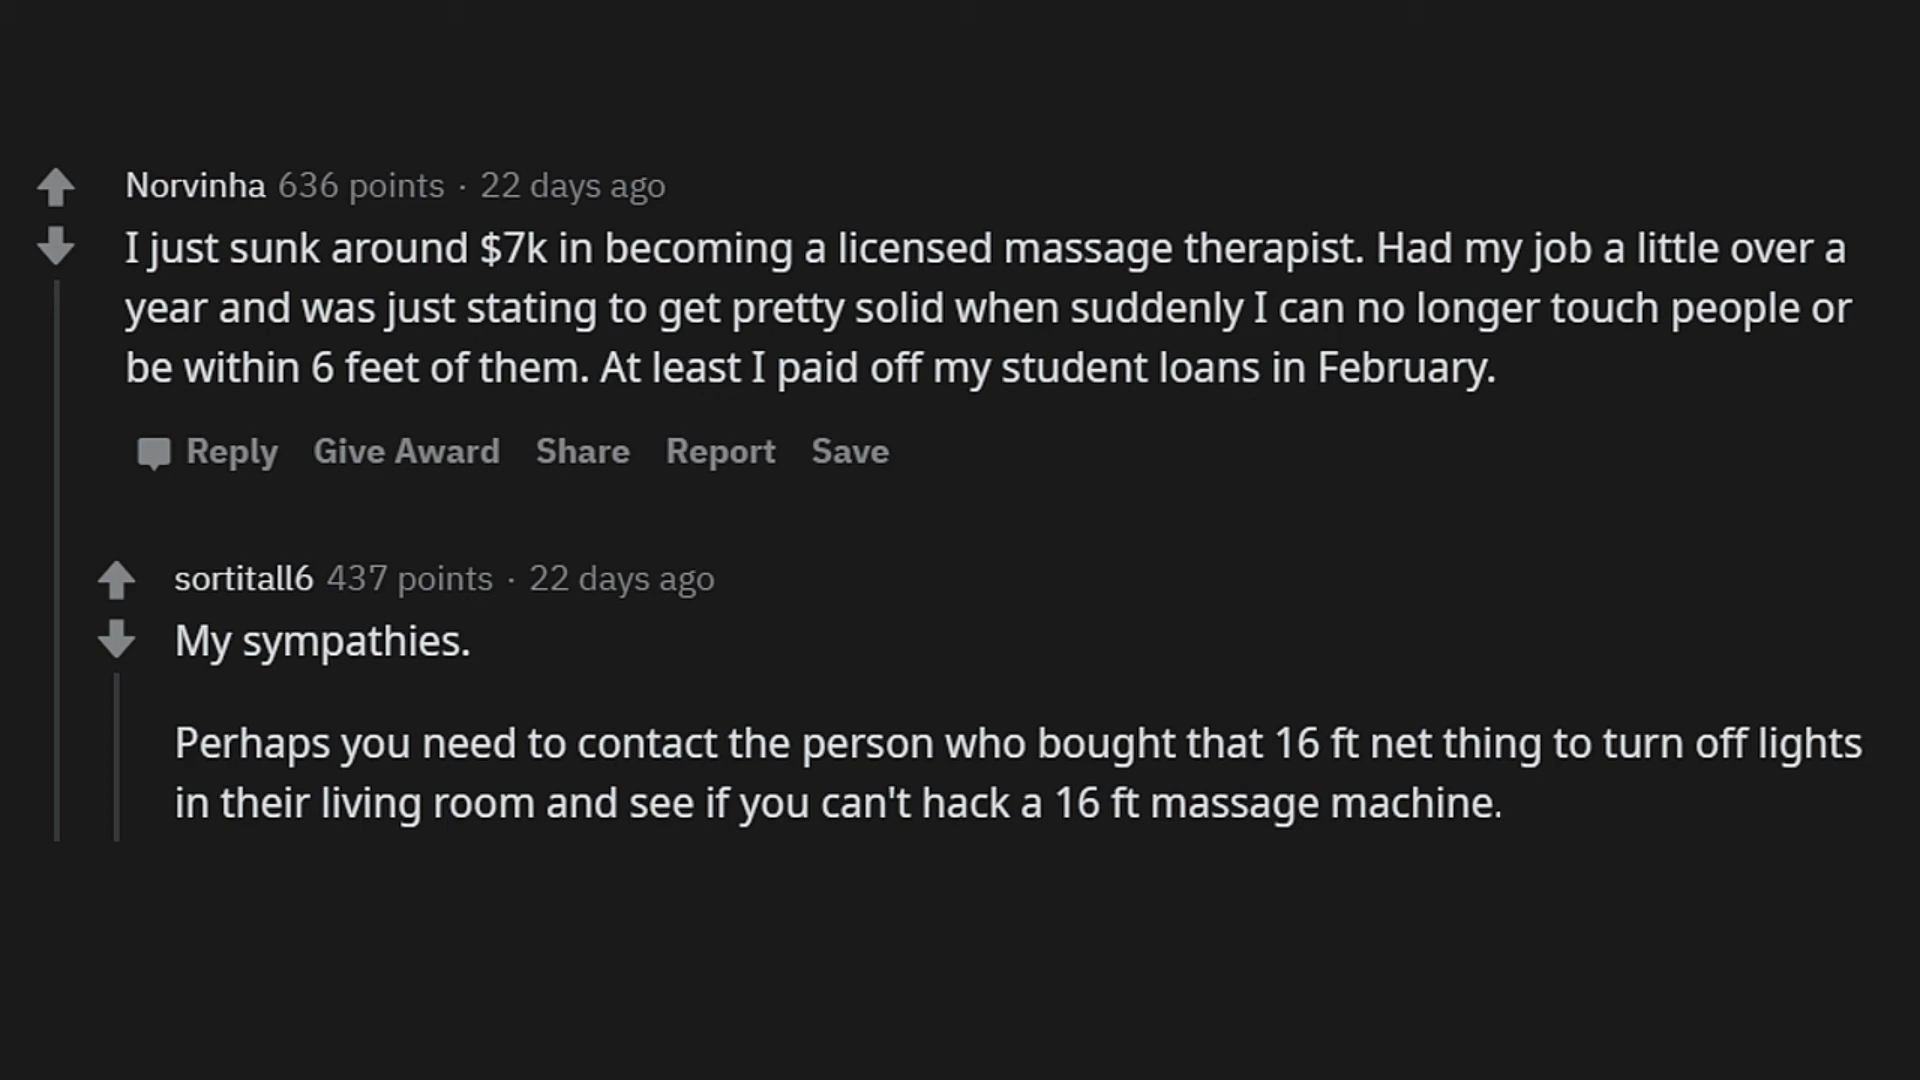 Norvinha 636 points · 22 days ago
I just sunk around $7k in becoming a licensed massage therapist. Had my job a little over a
year and was just stating to get pretty solid when suddenly I can no longer touch people or
be within 6 feet of them. At least I paid off my student loans in February.
Reply Give Award Share Report Save
sortitall6 437 points · 22 days ago
My sympathies.
Perhaps you need to contact the person who bought that 16 ft net thing to turn off lights
in their living room and see if you can't hack a 16 ft massage machine.